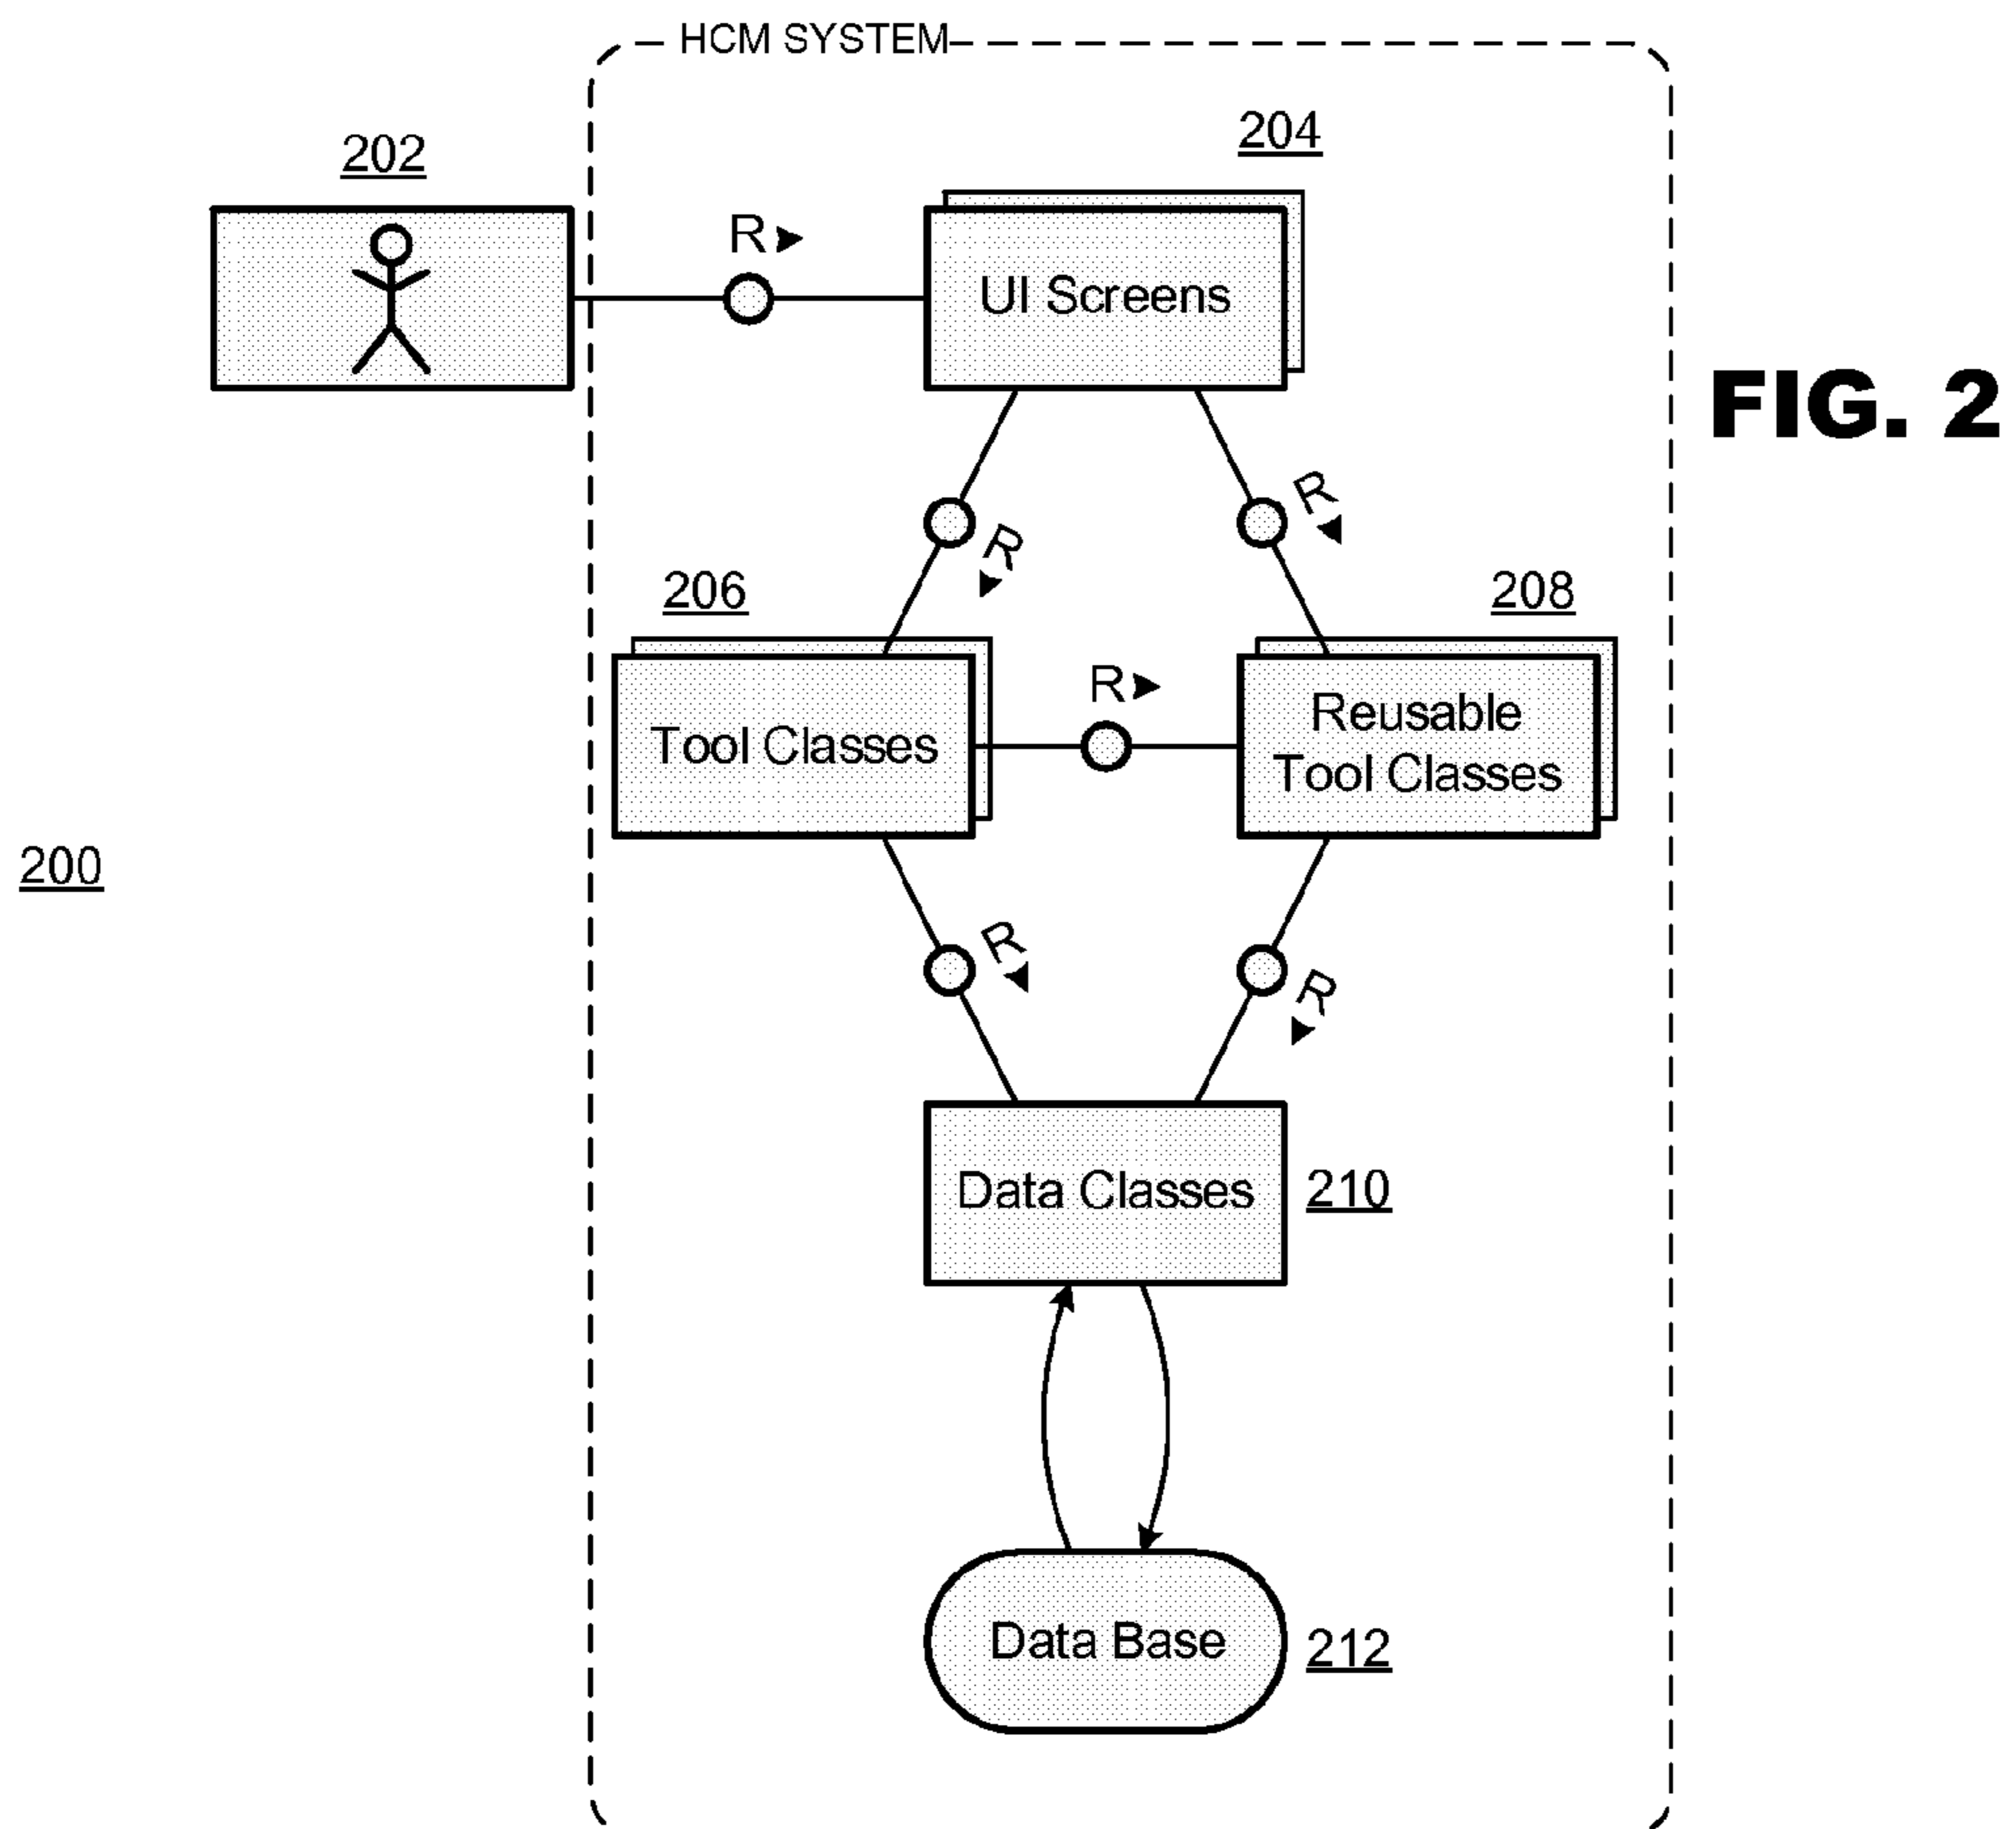 HCM SYSTEM
202
204
R►
UI Screens
FIG. 2
R►
R►
206
208
R►
Tool Classes
Reusable
Tool Classes
200
R►
R►
Data Classes
210
Data Base
212